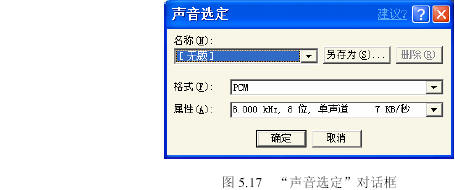 声音选定 建议?
名称(N):
[无题] 另存为(S)... 删除(R)
格式(F): PCM
属性(A): 8.000 kHz, 8 位, 单声道 7 KB/秒
确定 取消
图 5.17 “声音选定”对话框